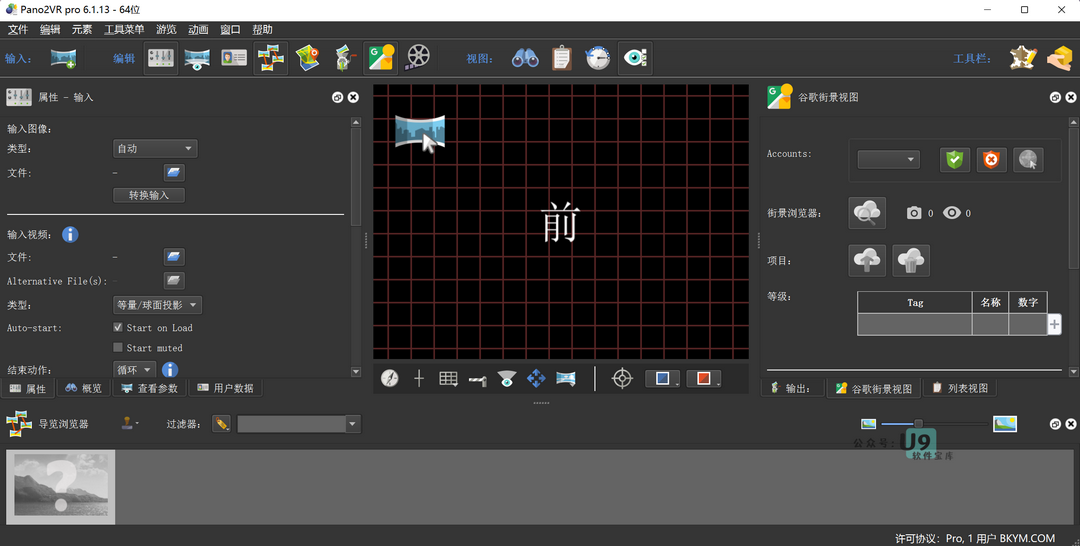 Pano2VR pro 6.1.13 - 64位
文件 编辑 元素 工具菜单 游览 动画 窗口 帮助
输入: 编辑 视图: 工具栏:
属性 - 输入
输入图像:
类型: 自动
文件: -
转换输入
输入视频:
文件: -
Alternative File(s): -
类型: 等量/球面投影
Auto-start: Start on Load
Start muted
结束动作: 循环
属性 概览 查看参数 用户数据
前
谷歌街景视图
Accounts:
街景浏览器: 0 0
项目:
等级:
Tag 名称 数字
输出: 谷歌街景视图 列表视图
导览浏览器 过滤器:
公众号: U9
软件宝库
许可协议: Pro, 1 用户 BKYM.COM